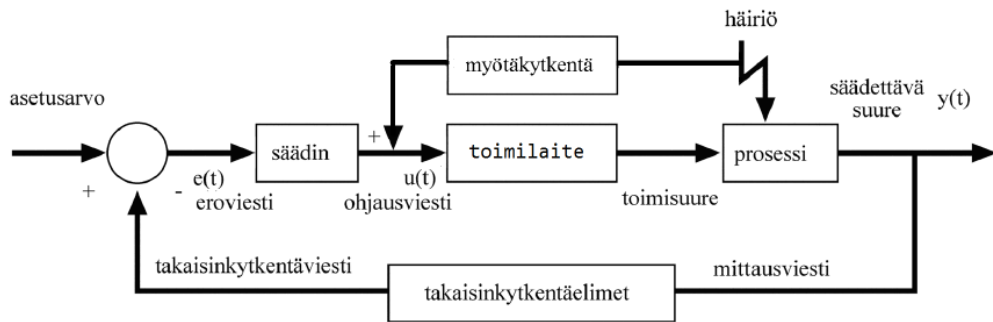 häiriö
myötäkytkentä
asetusarvo
säädettävä
suure
y(t)
+
säädin
toimilaite
prosessi
+
-
e(t)
eroviesti
u(t)
ohjausviesti
toimisuure
takaisinkytkentäviesti
mittausviesti
takaisinkytkentäelimet